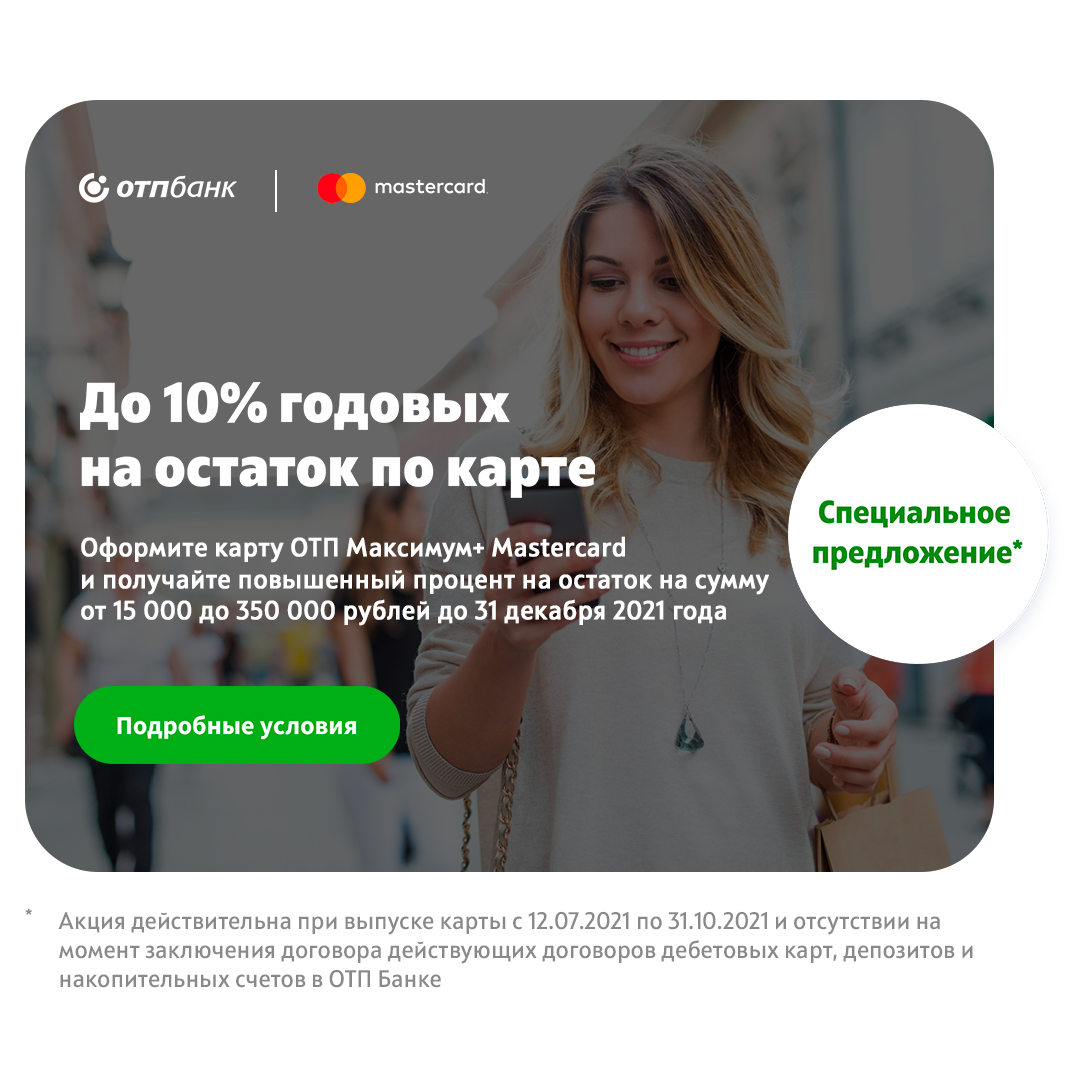 отпбанк
mastercard
До 10% годовых
на остаток по карте
Оформите карту ОТП Максимум+ Mastercard
и получайте повышенный процент на остаток на сумму
от 15 000 до 350 000 рублей до 31 декабря 2021 года
Специальное
предложение*
Подробные условия
* Акция действительна при выпуске карты с 12.07.2021 по 31.10.2021 и отсутствии на
момент заключения договора действующих договоров дебетовых карт, депозитов и
накопительных счетов в ОТП Банке